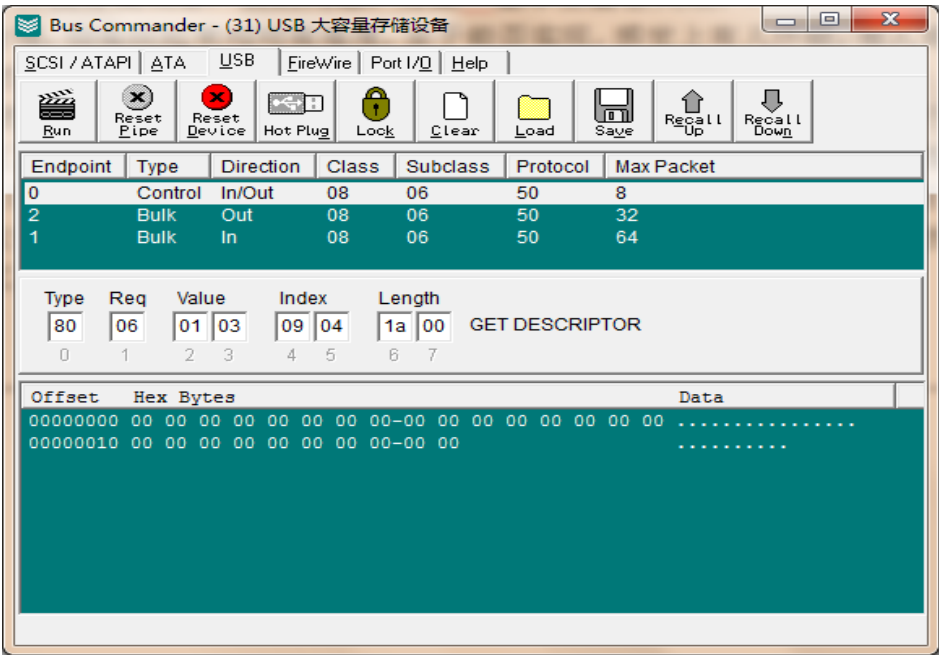 Bus Commander - (31) USB 大容量存储设备
SCSI / ATAPI ATA USB FireWire Port I/O Help
Run Reset Pipe Reset Device Hot Plug Lock Clear Load Save Recall Up Recall Down
Endpoint Type Direction Class Subclass Protocol Max Packet
0 Control In/Out 08 06 50 8
2 Bulk Out 08 06 50 32
1 Bulk In 08 06 50 64
Type Req Value Index Length
80 06 01 03 09 04 1a 00 GET DESCRIPTOR
0 1 2 3 4 5 6 7
Offset Hex Bytes Data
00000000 00 00 00 00 00 00 00 00-00 00 00 00 00 00 00 00 ................
00000010 00 00 00 00 00 00 00 00-00 00 ..........